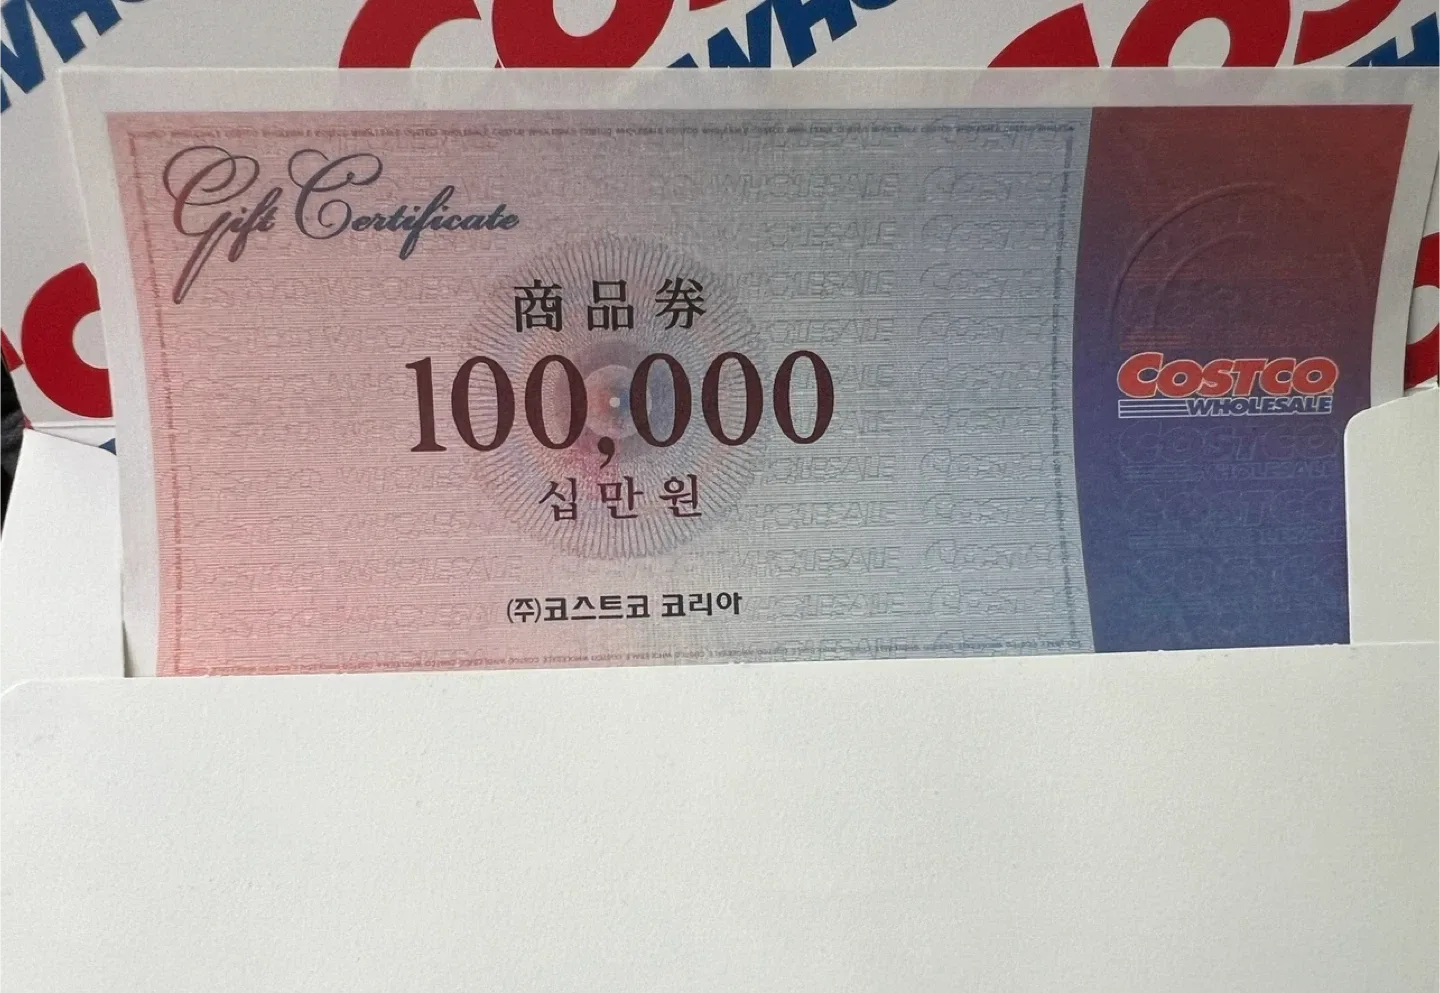 Gift Certificate
商品券
100,000
십만원
(주)코스트코 코리아
COSTCO
WHOLESALE